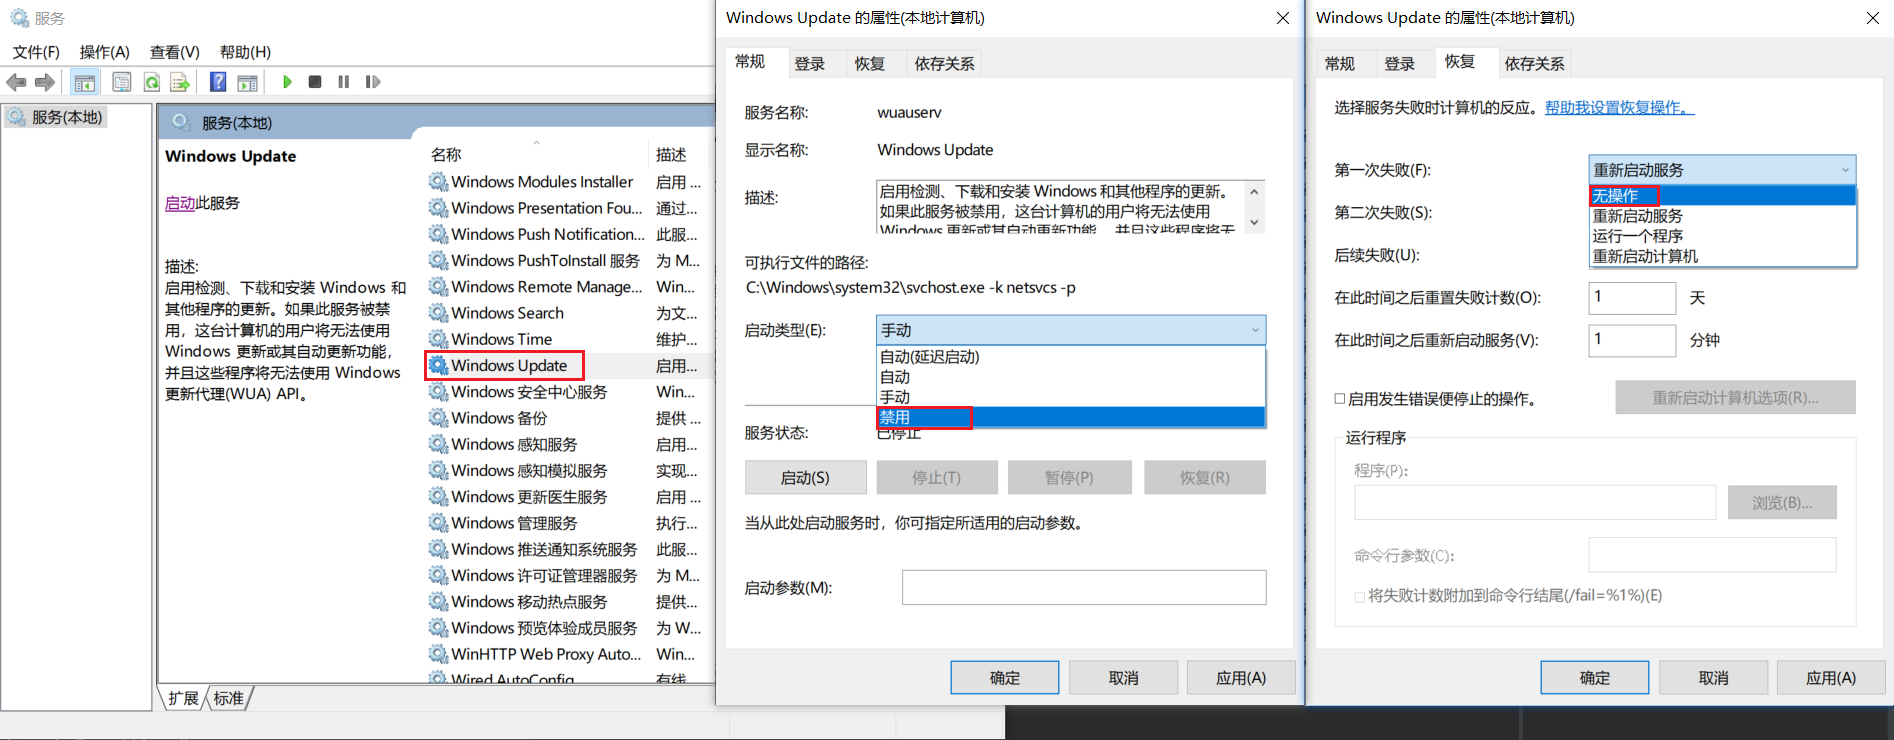 服务
文件(F) 操作(A) 查看(V) 帮助(H)
服务(本地)
服务(本地)
Windows Update
启动此服务
描述:
启用检测、下载和安装 Windows 和
其他程序的更新。如果此服务被禁
用，这台计算机的用户将无法使用
Windows 更新或其自动更新功能，
并且这些程序将无法使用 Windows
更新代理(WUA) API。
名称 描述
Windows Modules Installer 启用 ...
Windows Presentation Fou... 通过...
Windows Push Notification... 此服...
Windows PushToInstall 服务 为 M...
Windows Remote Manage... Win...
Windows Search 为文...
Windows Time 维护...
Windows Update 启用...
Windows 安全中心服务 Win...
Windows 备份 提供 ...
Windows 感知服务 启用...
Windows 感知模拟服务 实现...
Windows 更新医生服务 启用 ...
Windows 管理服务 执行...
Windows 推送通知系统服务 此服...
Windows 许可证管理器服务 为 M...
Windows 移动热点服务 提供...
Windows 预览体验成员服务 为 W...
WinHTTP Web Proxy Auto... Win...
Wired AutoConfig 有线
扩展 标准
Windows Update 的属性(本地计算机)
常规 登录 恢复 依存关系
服务名称: wuauserv
显示名称: Windows Update
描述: 启用检测、下载和安装 Windows 和其他程序的更新。
如果此服务被禁用，这台计算机的用户将无法使用
Windows 更新或其自动更新功能，并且这些程序将无
可执行文件的路径:
C:\Windows\system32\svchost.exe -k netsvcs -p
启动类型(E): 手动
自动(延迟启动)
自动
手动
禁用
服务状态: 已停止
启动(S) 停止(T) 暂停(P) 恢复(R)
当从此处启动服务时，你可指定所适用的启动参数。
启动参数(M):
确定 取消 应用(A)
Windows Update 的属性(本地计算机)
常规 登录 恢复 依存关系
选择服务失败时计算机的反应。帮助我设置恢复操作。
第一次失败(F): 重新启动服务
无操作
第二次失败(S): 重新启动服务
运行一个程序
后续失败(U): 重新启动计算机
在此时间之后重置失败计数(O): 1 天
在此时间之后重新启动服务(V): 1 分钟
启用发生错误便停止的操作。 重新启动计算机选项(R)...
运行程序
程序(P):
浏览(B)...
命令行参数(C):
将失败计数附加到命令行结尾(/fail=%1%)(E)
确定 取消 应用(A)